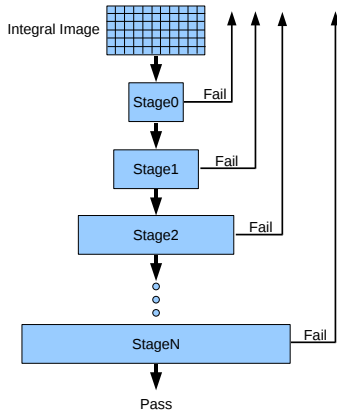 Integral Image
Stage0
Fail
Stage1
Fail
Stage2
Fail
StageN
Fail
Pass